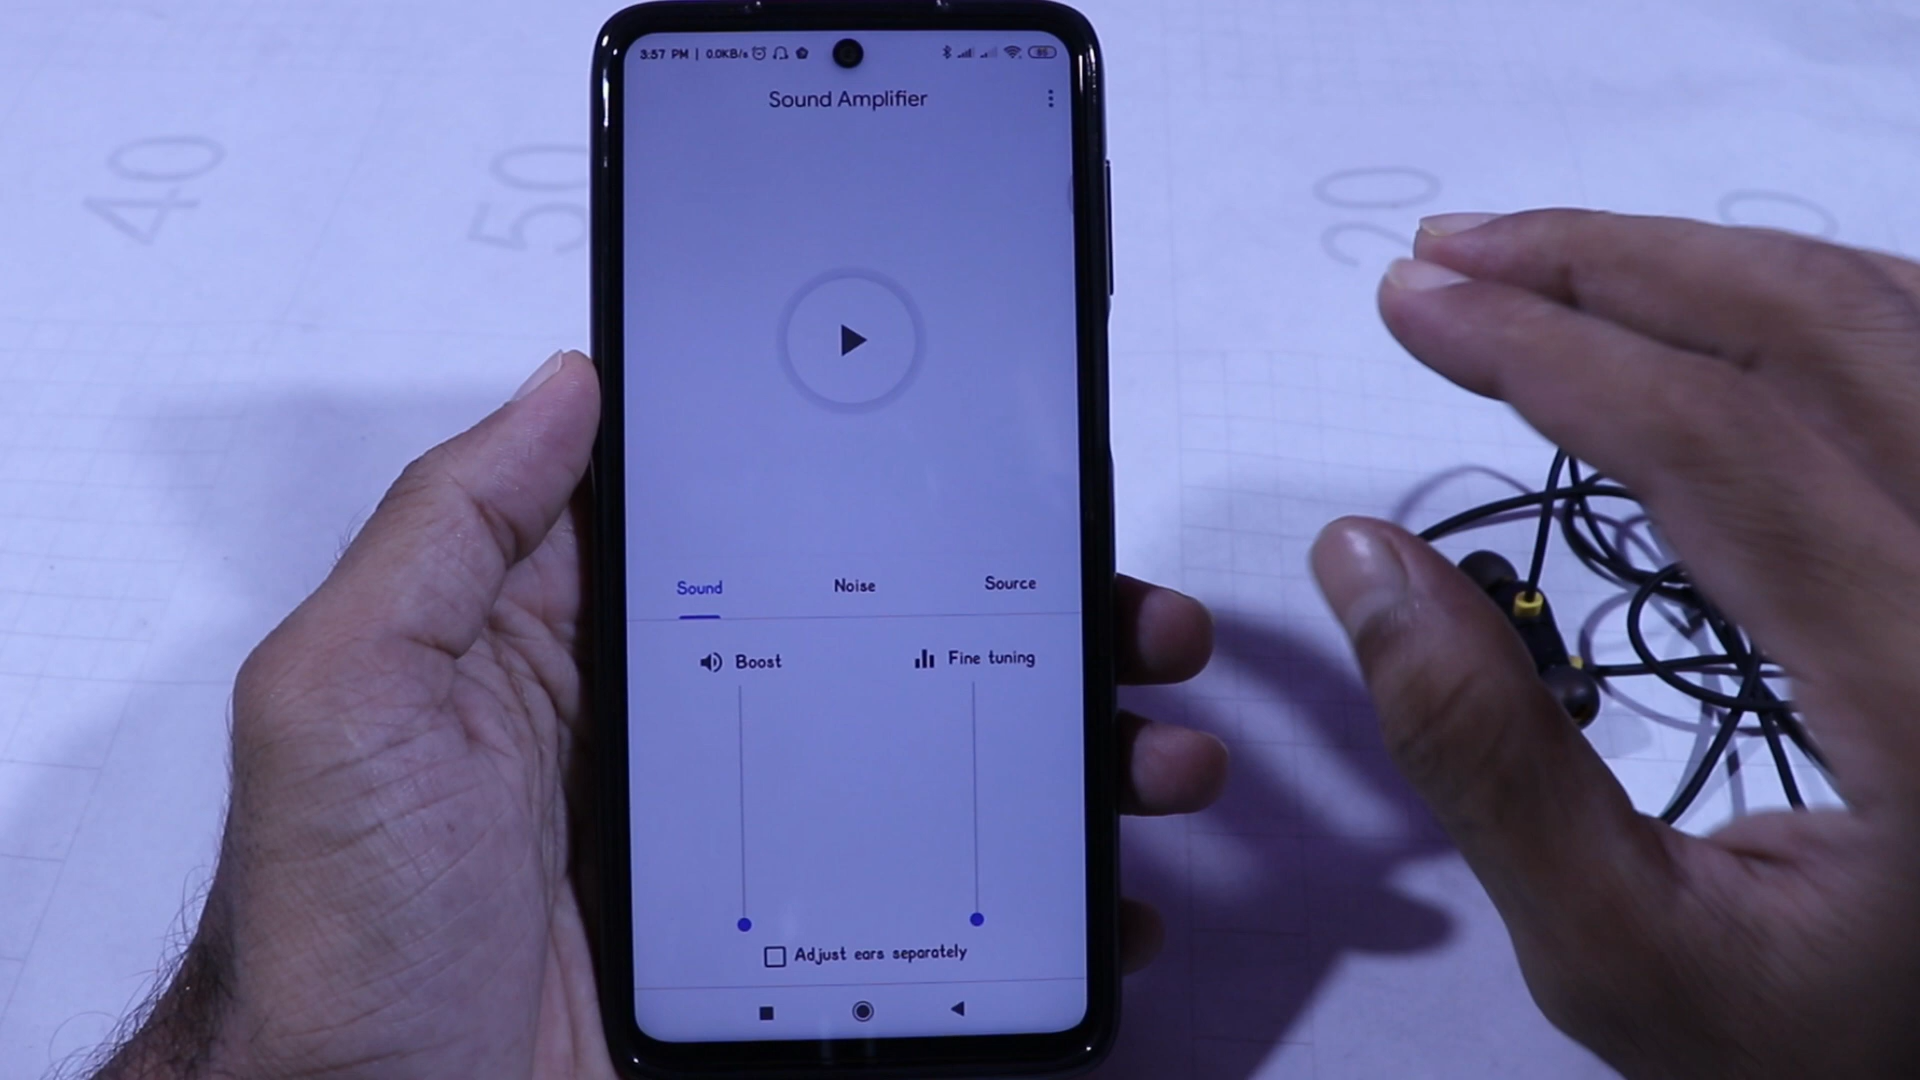 3:57 PM | 0.0KB/s
86
Sound Amplifier
40
50
20
Sound Noise Source
Boost Fine tuning
Adjust ears separately